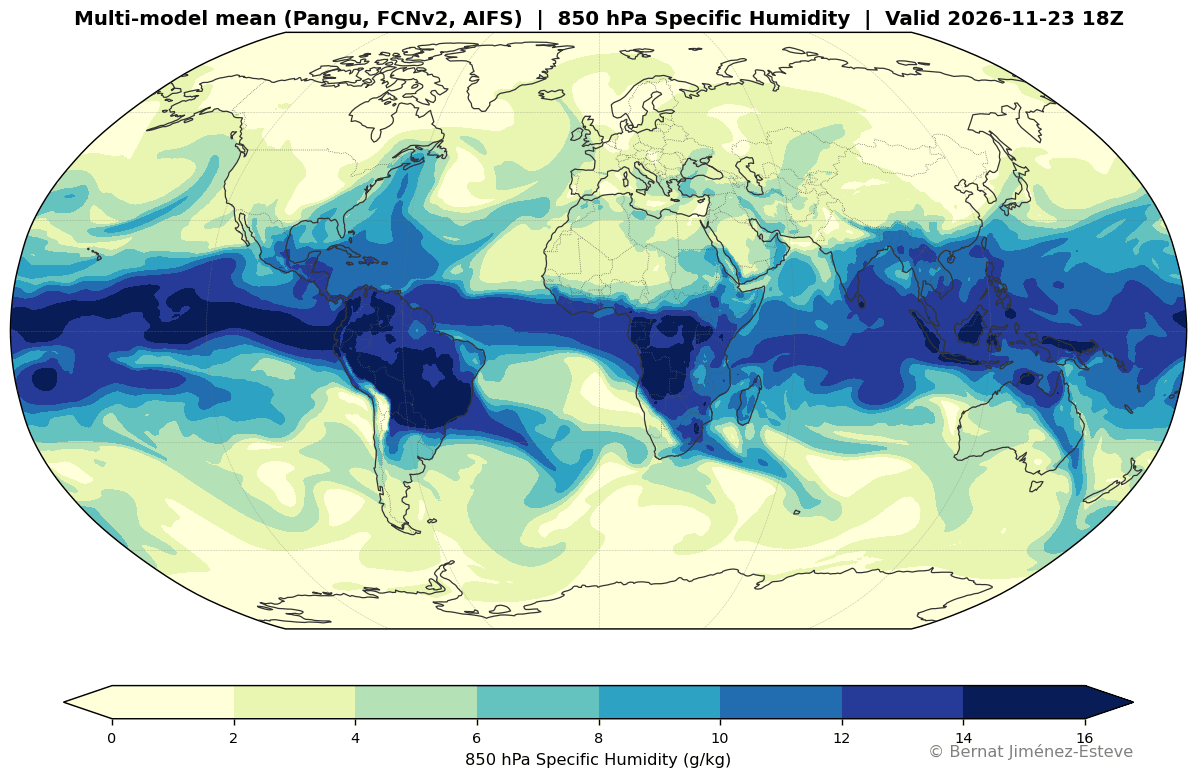 Multi-model mean (Pangu, FCNv2, AIFS)  |  850 hPa Specific Humidity  |  Valid 2026-11-23 18Z
0 2 4 6 8 10 12 14 16
850 hPa Specific Humidity (g/kg)
© Bernat Jiménez-Esteve